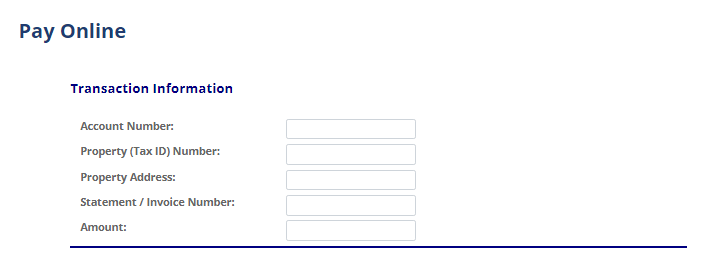 Pay Online
Transaction Information
Account Number:
Property (Tax ID) Number:
Property Address:
Statement / Invoice Number:
Amount: